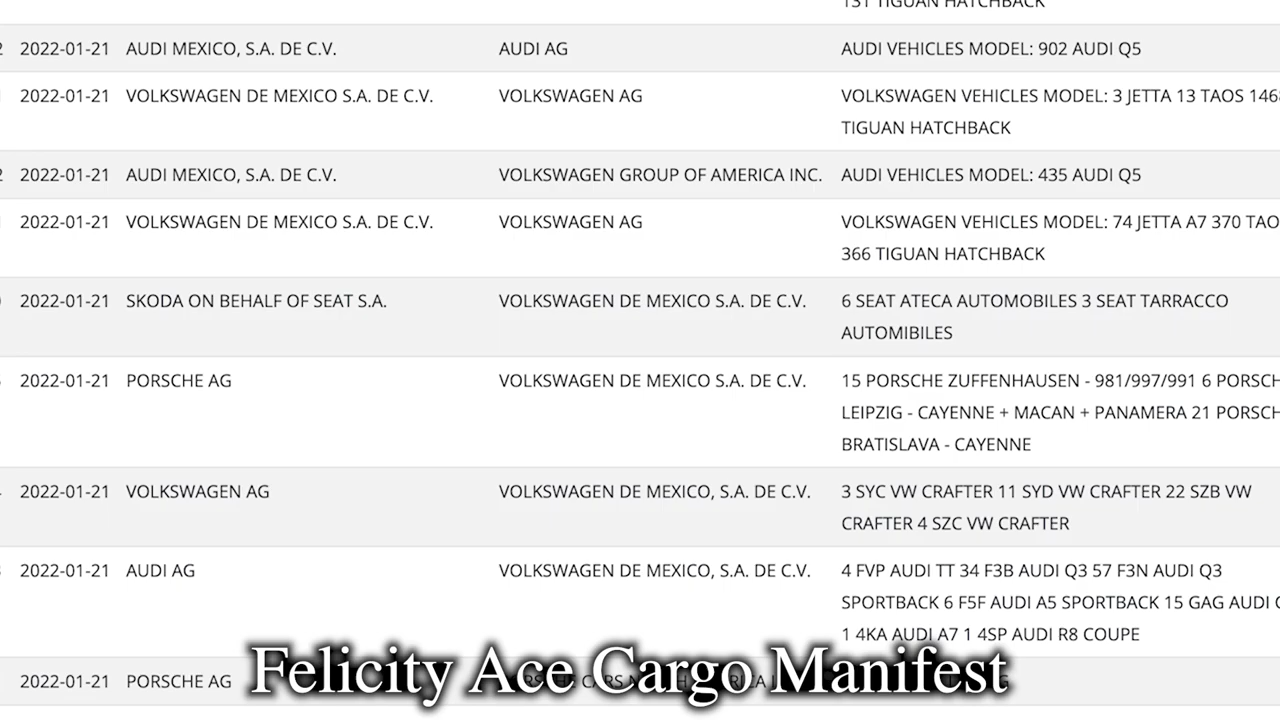 131 TIGUAN HATCHBACK
2 2022-01-21 AUDI MEXICO, S.A. DE C.V. AUDI AG AUDI VEHICLES MODEL: 902 AUDI Q5
2022-01-21 VOLKSWAGEN DE MEXICO S.A. DE C.V. VOLKSWAGEN AG VOLKSWAGEN VEHICLES MODEL: 3 JETTA 13 TAOS 146
TIGUAN HATCHBACK
2 2022-01-21 AUDI MEXICO, S.A. DE C.V. VOLKSWAGEN GROUP OF AMERICA INC. AUDI VEHICLES MODEL: 435 AUDI Q5
2022-01-21 VOLKSWAGEN DE MEXICO S.A. DE C.V. VOLKSWAGEN AG VOLKSWAGEN VEHICLES MODEL: 74 JETTA A7 370 TAO
366 TIGUAN HATCHBACK
2022-01-21 SKODA ON BEHALF OF SEAT S.A. VOLKSWAGEN DE MEXICO S.A. DE C.V. 6 SEAT ATECA AUTOMOBILES 3 SEAT TARRACCO
AUTOMIBILES
2022-01-21 PORSCHE AG VOLKSWAGEN DE MEXICO S.A. DE C.V. 15 PORSCHE ZUFFENHAUSEN - 981/997/991 6 PORSCH
LEIPZIG - CAYENNE + MACAN + PANAMERA 21 PORSCH
BRATISLAVA - CAYENNE
2022-01-21 VOLKSWAGEN AG VOLKSWAGEN DE MEXICO, S.A. DE C.V. 3 SYC VW CRAFTER 11 SYD VW CRAFTER 22 SZB VW
CRAFTER 4 SZC VW CRAFTER
2022-01-21 AUDI AG VOLKSWAGEN DE MEXICO, S.A. DE C.V. 4 FVP AUDI TT 34 F3B AUDI Q3 57 F3N AUDI Q3
SPORTBACK 6 F5F AUDI A5 SPORTBACK 15 GAG AUDI
1 4KA AUDI A7 1 4SP AUDI R8 COUPE
2022-01-21 PORSCHE AG
Felicity Ace Cargo Manifest